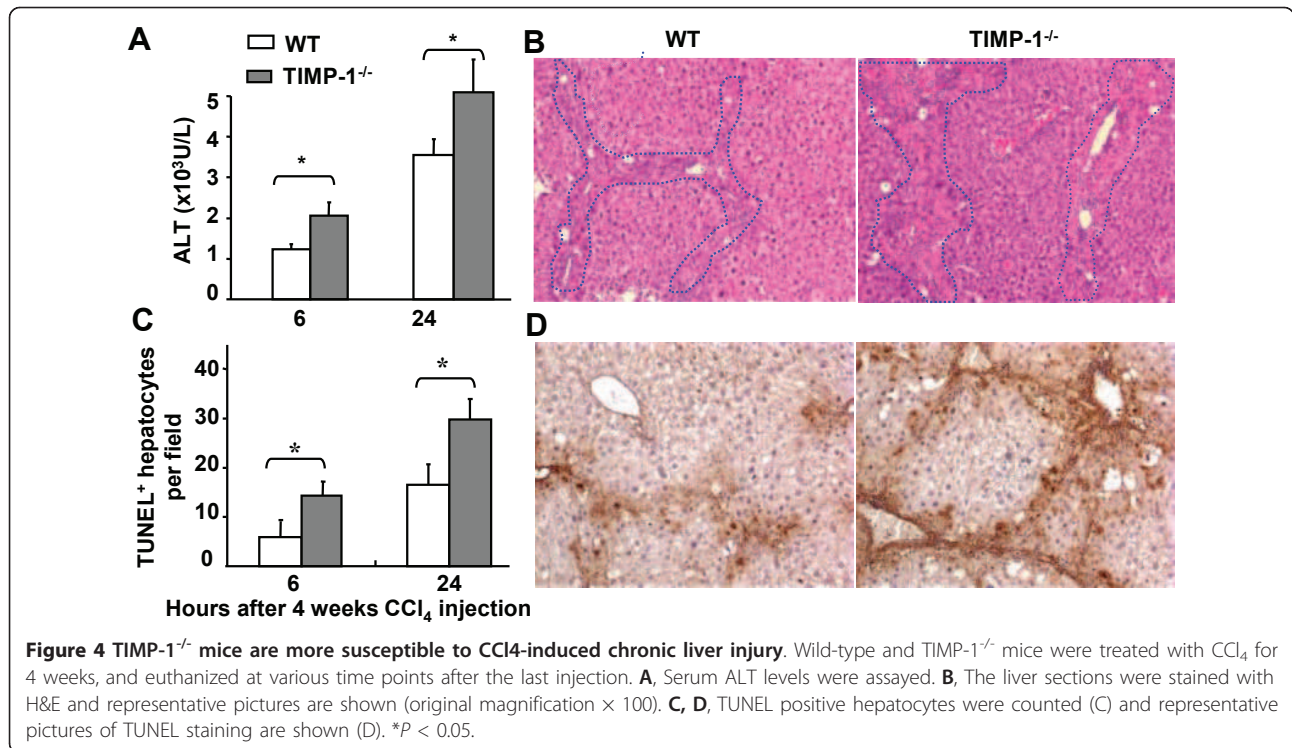 A
WT
TIMP-1-/-
ALT (x10³U/L)
5
4
3
2
1
0
*
*
6
24
B
WT
TIMP-1-/-
C
TUNEL⁺ hepatocytes
per field
40
30
20
10
0
*
*
6
24
Hours after 4 weeks CCl₄ injection
D
Figure 4 TIMP-1-/- mice are more susceptible to CCl4-induced chronic liver injury. Wild-type and TIMP-1-/- mice were treated with CCl₄ for
4 weeks, and euthanized at various time points after the last injection. A, Serum ALT levels were assayed. B, The liver sections were stained with
H&E and representative pictures are shown (original magnification × 100). C, D, TUNEL positive hepatocytes were counted (C) and representative
pictures of TUNEL staining are shown (D). *P < 0.05.